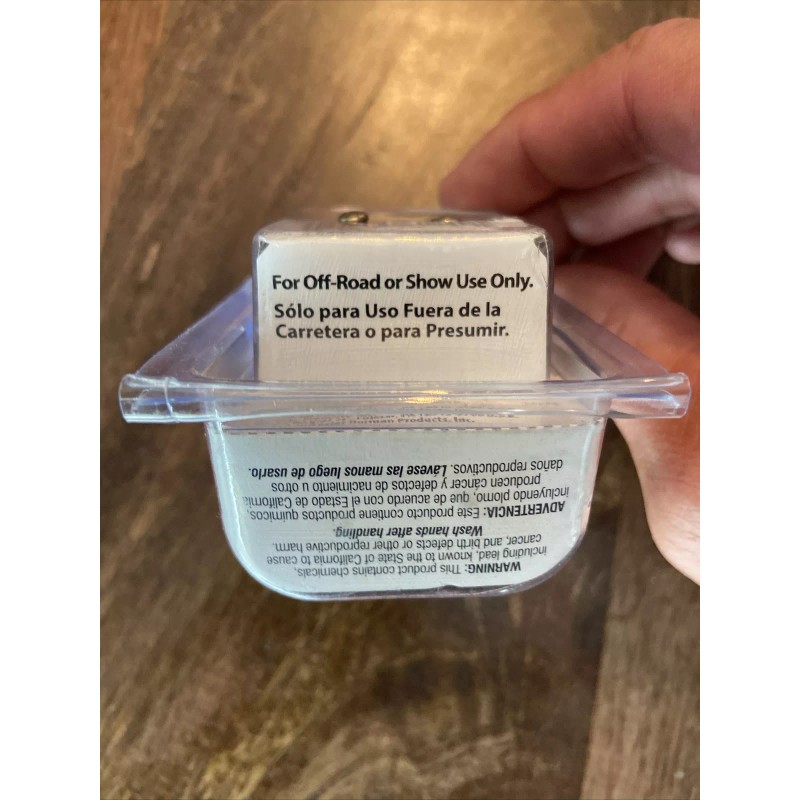 For Off-Road or Show Use Only.
Sólo para Uso Fuera de la
Carretera o para Presumir.
Dorman Products, Inc.
WARNING: This product contains chemicals,
including lead, known to the State of California to cause
cancer, and birth defects or other reproductive harm.
Wash hands after handling.
ADVERTENCIA: Este producto contiene productos químicos,
incluyendo plomo, que de acuerdo con el Estado de California
producen cáncer y defectos de nacimiento u otros
daños reproductivos. Lávese las manos luego de usarlo.